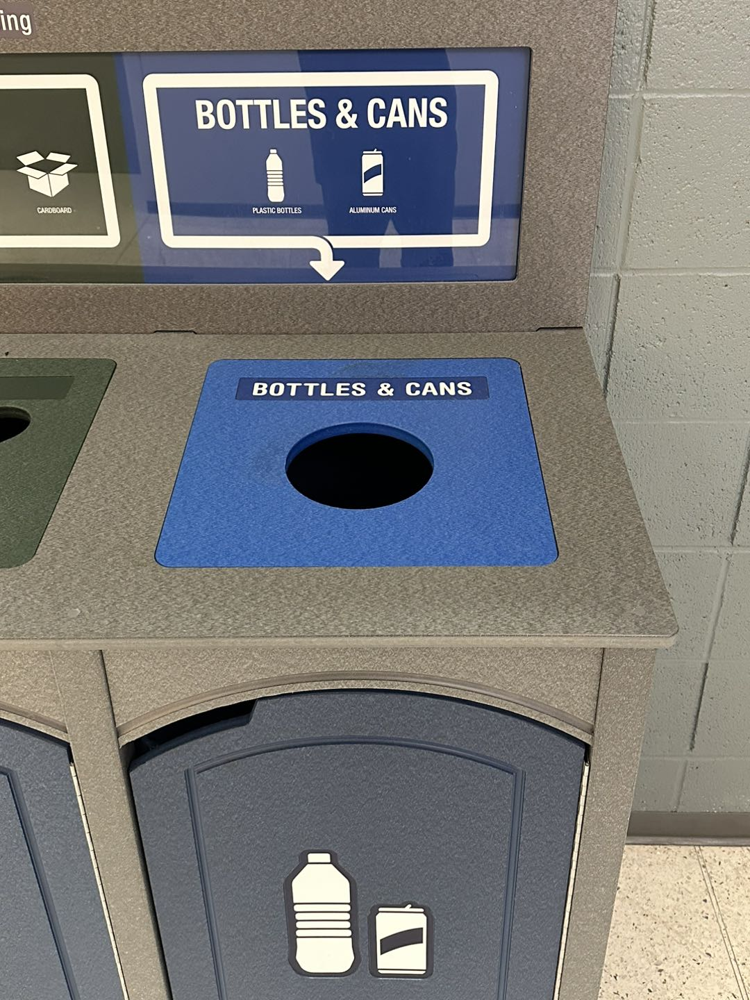 ing
BOTTLES & CANS
CARDBOARD
PLASTIC BOTTLES
ALUMINUM CANS
BOTTLES & CANS